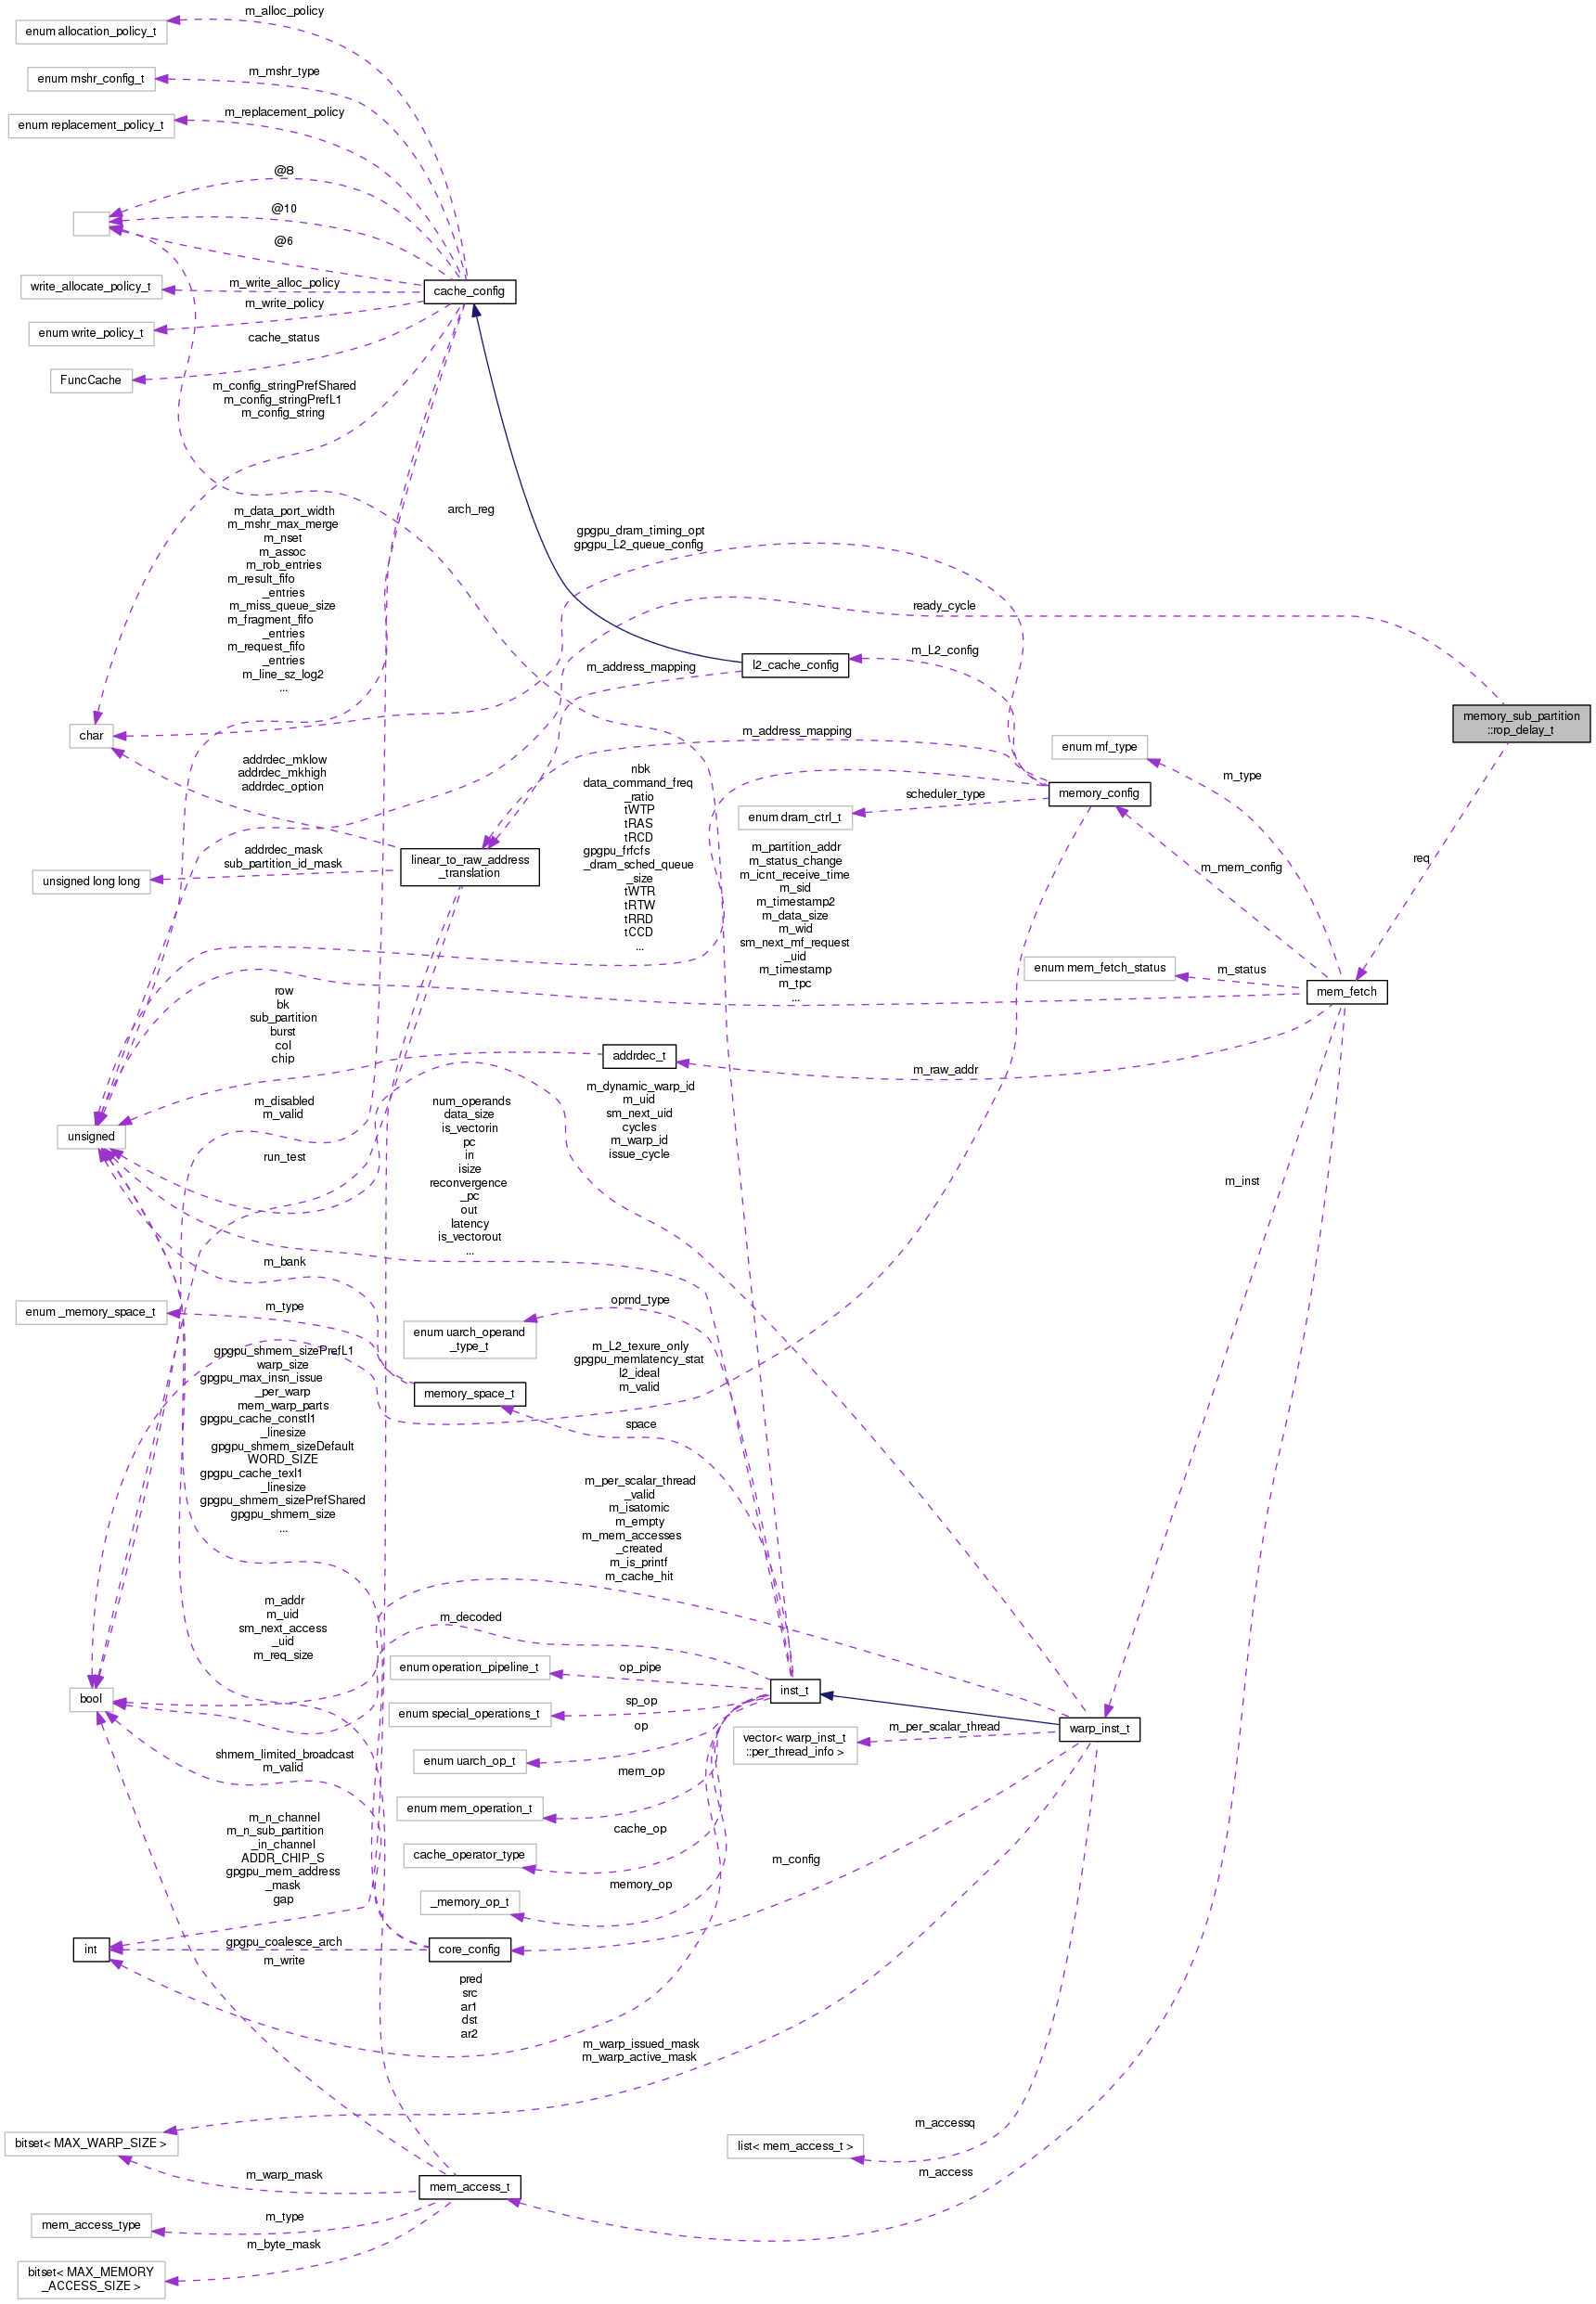 m_alloc_policy
enum allocation_policy_t
m_mshr_type
enum mshr_config_t
m_replacement_policy
enum replacement_policy_t
@8
@10
@6
write_allocate_policy_t
m_write_alloc_policy
cache_config
m_write_policy
enum write_policy_t
cache_status
FuncCache
m_config_stringPrefShared
m_config_stringPrefL1
m_config_string
m_data_port_width
m_mshr_max_merge
m_nset
m_assoc
m_rob_entries
m_result_fifo
_entries
m_miss_queue_size
m_fragment_fifo
_entries
m_request_fifo
_entries
m_line_sz_log2
...
arch_reg
gpgpu_dram_timing_opt
gpgpu_L2_queue_config
ready_cycle
m_L2_config
l2_cache_config
m_address_mapping
memory_sub_partition
::rop_delay_t
char
m_address_mapping
enum mf_type
m_type
addrdec_mklow
addrdec_mkhigh
addrdec_option
nbk
data_command_freq
_ratio
tWTP
tRAS
tRCD
gpgpu_frfcfs
_dram_sched_queue
_size
tWTR
tRTW
tRRD
tCCD
...
scheduler_type
memory_config
enum dram_ctrl_t
m_partition_addr
m_status_change
m_icnt_receive_time
m_sid
m_timestamp2
m_data_size
m_wid
sm_next_mf_request
_uid
m_timestamp
m_tpc
...
req
m_mem_config
addrdec_mask
sub_partition_id_mask
linear_to_raw_address
_translation
unsigned long long
enum mem_fetch_status
m_status
mem_fetch
row
bk
sub_partition
burst
col
chip
addrdec_t
m_raw_addr
m_disabled
m_valid
unsigned
run_test
num_operands
data_size
is_vectorin
pc
in
isize
reconvergence
_pc
out
latency
is_vectorout
...
m_dynamic_warp_id
m_uid
sm_next_uid
cycles
m_warp_id
issue_cycle
m_inst
m_bank
enum _memory_space_t
m_type
oprnd_type
enum uarch_operand
_type_t
m_L2_texure_only
gpgpu_memlatency_stat
l2_ideal
m_valid
gpgpu_shmem_sizePrefL1
warp_size
gpgpu_max_insn_issue
_per_warp
mem_warp_parts
gpgpu_cache_constl1
_linesize
gpgpu_shmem_sizeDefault
WORD_SIZE
gpgpu_cache_texl1
_linesize
gpgpu_shmem_sizePrefShared
gpgpu_shmem_size
...
memory_space_t
space
m_per_scalar_thread
_valid
m_isatomic
m_empty
m_mem_accesses
_created
m_is_printf
m_cache_hit
m_addr
m_uid
sm_next_access
_uid
m_req_size
m_decoded
enum operation_pipeline_t
op_pipe
inst_t
bool
enum special_operations_t
sp_op
op
m_per_scalar_thread
warp_inst_t
vector< warp_inst_t
::per_thread_info >
enum uarch_op_t
shmem_limited_broadcast
m_valid
mem_op
enum mem_operation_t
m_n_channel
m_n_sub_partition
_in_channel
ADDR_CHIP_S
gpgpu_mem_address
_mask
gap
cache_op
cache_operator_type
m_config
memory_op
_memory_op_t
int
gpgpu_coalesce_arch
core_config
m_write
pred
src
ar1
dst
ar2
m_warp_issued_mask
m_warp_active_mask
bitset< MAX_WARP_SIZE >
m_accessq
list< mem_access_t >
m_warp_mask
mem_access_t
m_access
mem_access_type
m_type
m_byte_mask
bitset< MAX_MEMORY
_ACCESS_SIZE >